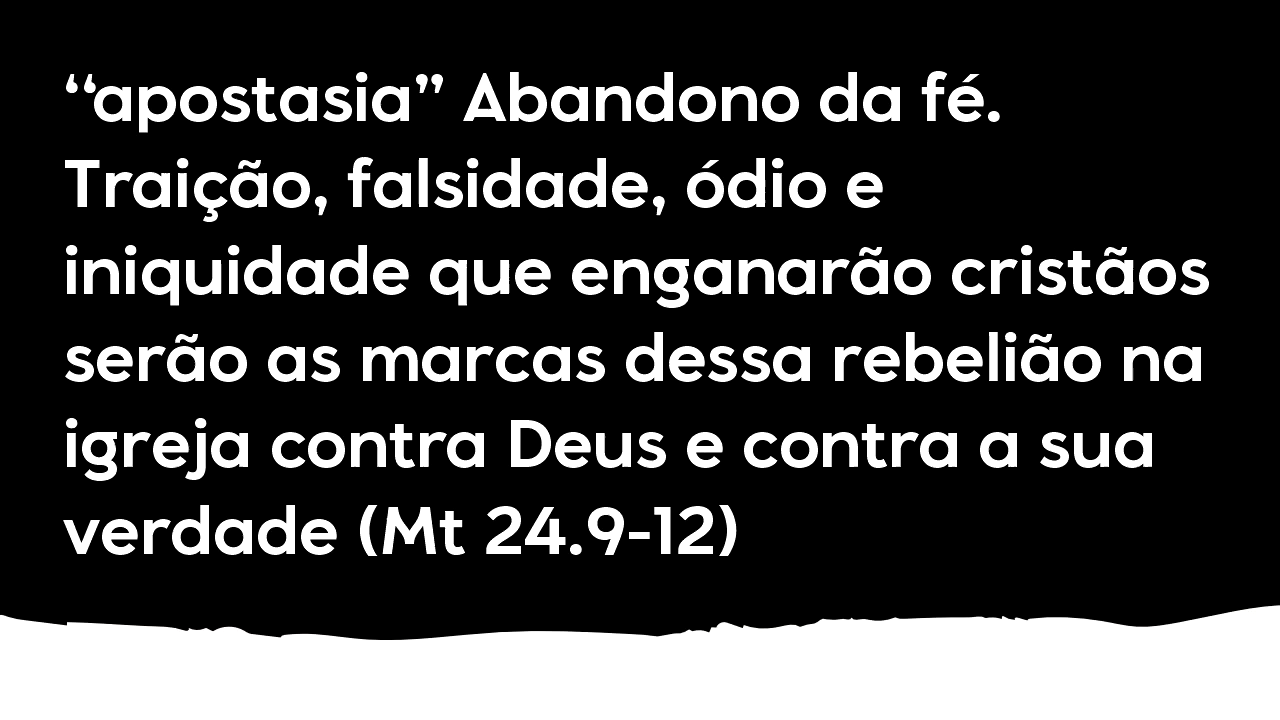 “apostasia” Abandono da fé.
Traição, falsidade, ódio e
iniquidade que enganarão cristãos
serão as marcas dessa rebelião na
igreja contra Deus e contra a sua
verdade (Mt 24.9-12)